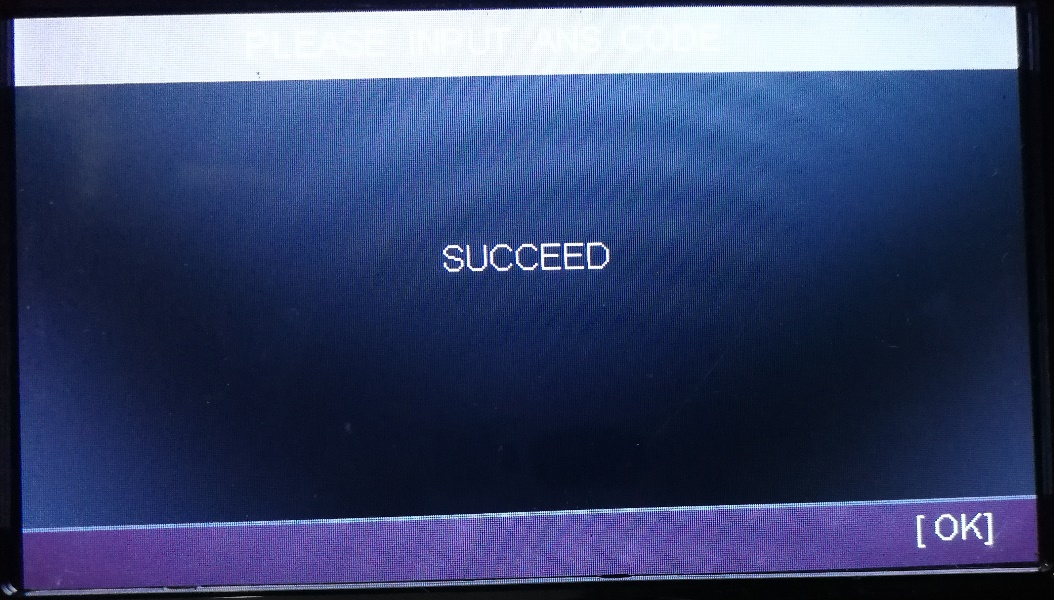 PLEASE INPUT ANS CODE
SUCCEED
[ OK]